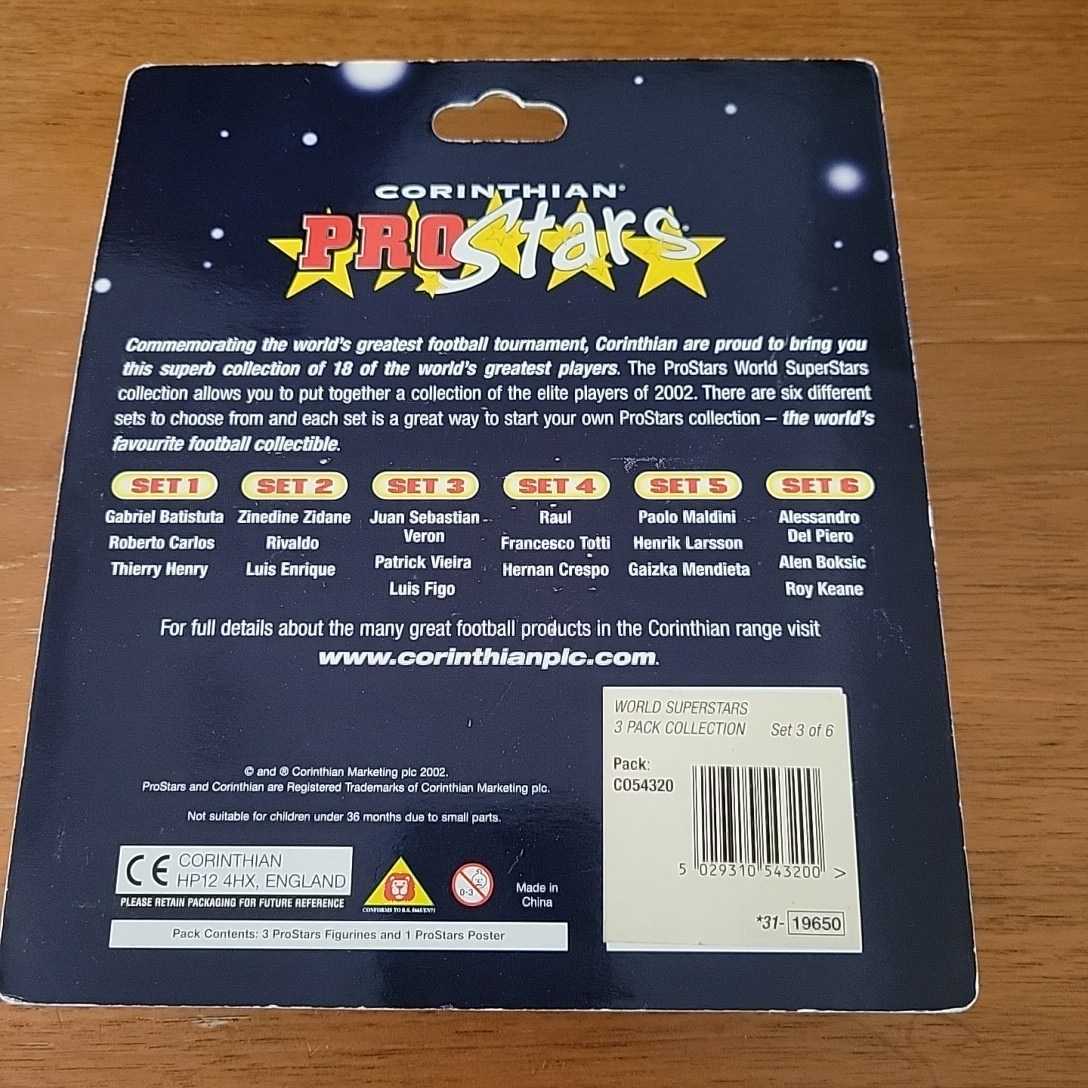 CORINTHIAN®
PROStars
Commemorating the world's greatest football tournament, Corinthian are proud to bring you
this superb collection of 18 of the world's greatest players. The ProStars World SuperStars
collection allows you to put together a collection of the elite players of 2002. There are six different
sets to choose from and each set is a great way to start your own ProStars collection – the world's
favourite football collectible.
SET 1
Gabriel Batistuta
Roberto Carlos
Thierry Henry
SET 2
Zinedine Zidane
Rivaldo
Luis Enrique
SET 3
Juan Sebastian
Veron
Patrick Vieira
Luis Figo
SET 4
Raul
Francesco Totti
Hernan Crespo
SET 5
Paolo Maldini
Henrik Larsson
Gaizka Mendieta
SET 6
Alessandro
Del Piero
Alen Boksic
Roy Keane
For full details about the many great football products in the Corinthian range visit
www.corinthianplc.com.
© and ® Corinthian Marketing plc 2002.
ProStars and Corinthian are Registered Trademarks of Corinthian Marketing plc.
Not suitable for children under 36 months due to small parts.
CE CORINTHIAN
HP12 4HX, ENGLAND
PLEASE RETAIN PACKAGING FOR FUTURE REFERENCE
CONFORMS TO B.S.
0-3
Made in
China
Pack Contents: 3 ProStars Figurines and 1 ProStars Poster
WORLD SUPERSTARS
3 PACK COLLECTION Set 3 of 6
Pack:
CO54320
5 029310 543200 >
*31- 19650